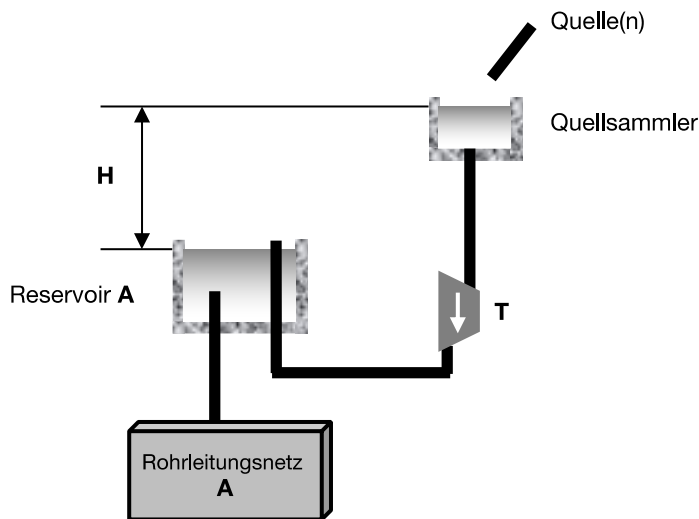 Quelle(n)
Quellsammler
H
Reservoir A
T
Rohrleitungsnetz
A